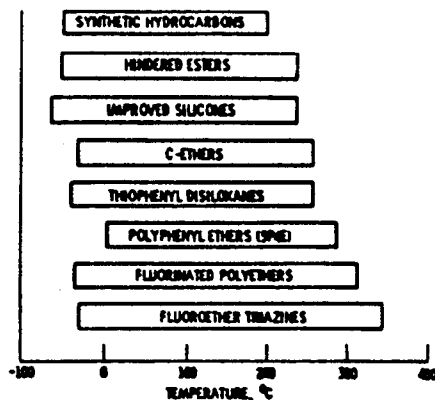 SYNTHETIC HYDROCARBONS
HINDERED ESTERS
IMPROVED SILICONES
C-ETHERS
THIOPHENYL DISILOXANES
POLYPHENYL ETHERS (5P4E)
FLUORINATED POLYETHERS
FLUOROETHER TRIAZINES
-100 0 100 200 300 400
TEMPERATURE, °C